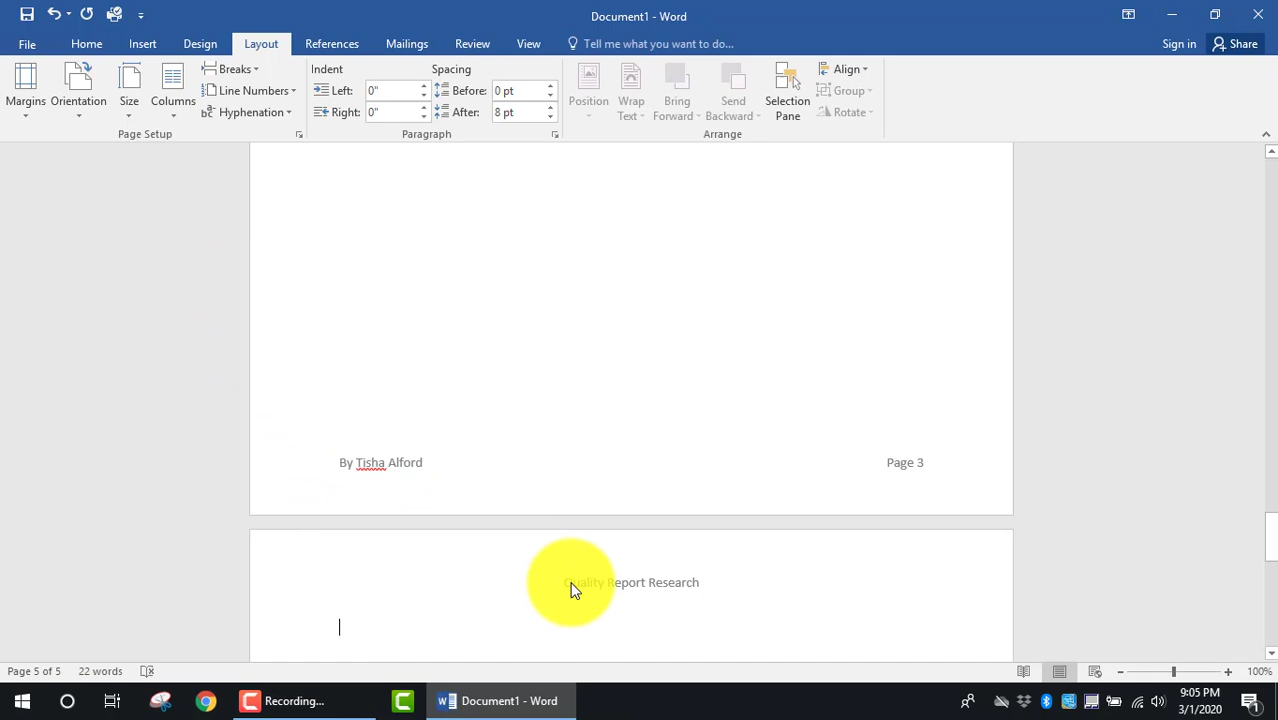 Document1 - Word
File Home Insert Design Layout References Mailings Review View Tell me what you want to do... Sign in Share
Margins Orientation Size Columns
Breaks
Line Numbers
Hyphenation
Page Setup
Indent Spacing
Left: 0" Before: 0 pt
Right: 0" After: 8 pt
Paragraph
Position Wrap Text Bring Forward Send Backward Selection Pane
Align
Group
Rotate
Arrange
By Tisha Alford Page 3
Quality Report Research
Page 5 of 5 22 words 100%
Recording... Document1 - Word 9:05 PM
3/1/2020